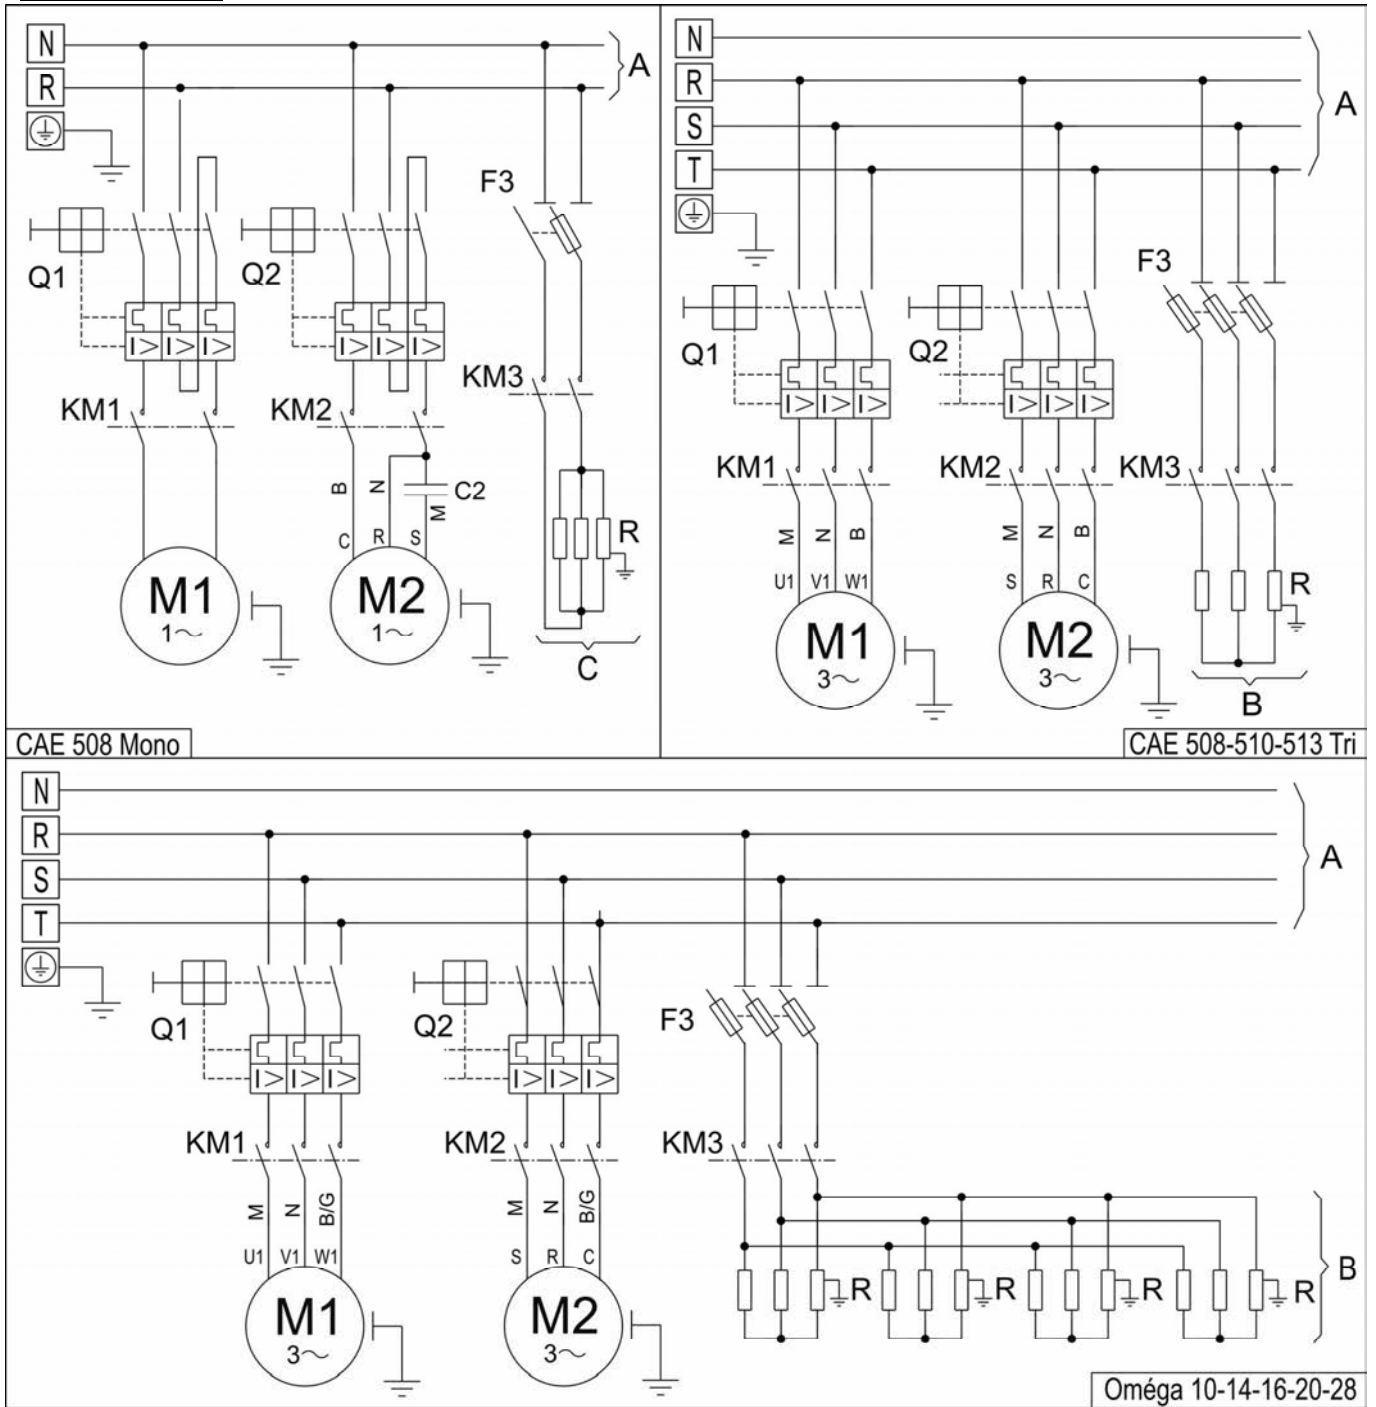 N
R
A
Q1
Q2
F3
I> I> I>
I> I> I>
KM1
KM2
KM3
B
N
C2
M
C R S
R
M1
1~
M2
1~
C
CAE 508 Mono
N
R
S
T
A
Q1
Q2
F3
I> I> I>
I> I> I>
KM1
KM2
KM3
M N B
M N B
U1 V1 W1
S R C
R
M1
3~
M2
3~
B
CAE 508-510-513 Tri
N
R
S
T
A
Q1
Q2
F3
I> I> I>
I> I> I>
KM1
KM2
KM3
M N B/G
M N B/G
U1 V1 W1
S R C
R R R R
B
M1
3~
M2
3~
Oméga 10-14-16-20-28